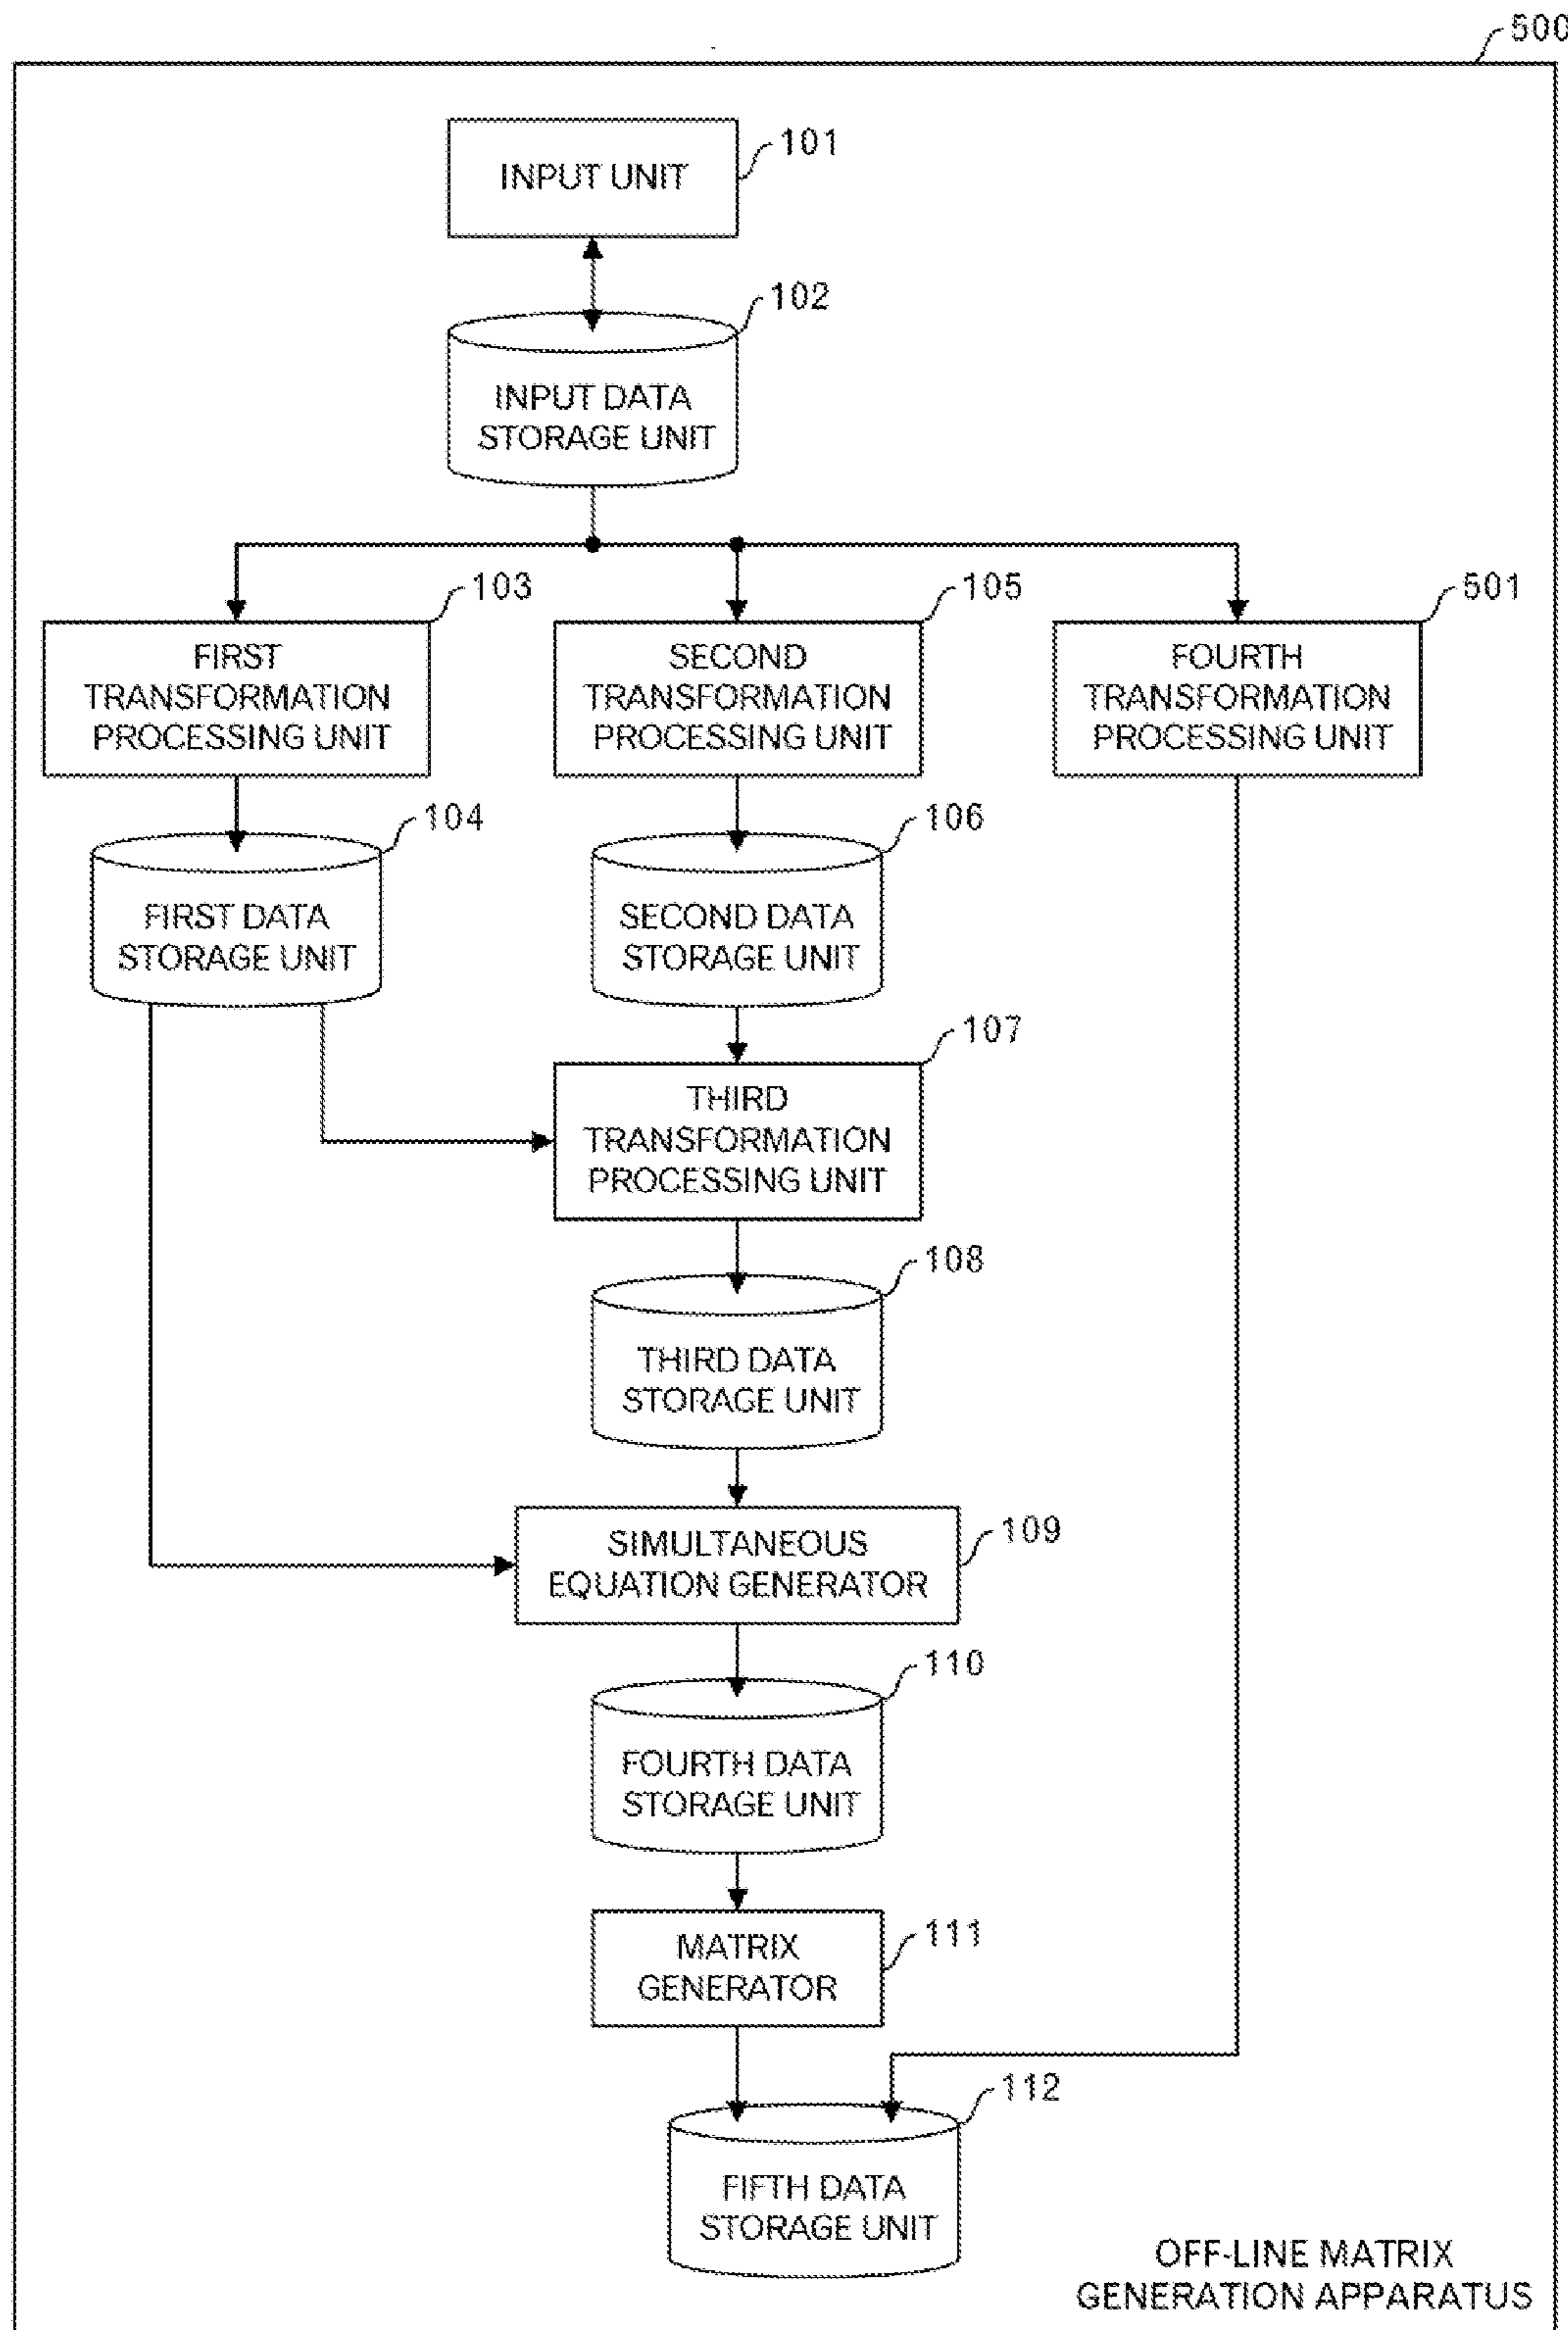 500
101
INPUT UNIT
102
INPUT DATA
STORAGE UNIT
103
105
501
FIRST
TRANSFORMATION
PROCESSING UNIT
SECOND
TRANSFORMATION
PROCESSING UNIT
FOURTH
TRANSFORMATION
PROCESSING UNIT
104
106
FIRST DATA
STORAGE UNIT
SECOND DATA
STORAGE UNIT
107
THIRD
TRANSFORMATION
PROCESSING UNIT
108
THIRD DATA
STORAGE UNIT
109
SIMULTANEOUS
EQUATION GENERATOR
110
FOURTH DATA
STORAGE UNIT
111
MATRIX
GENERATOR
112
FIFTH DATA
STORAGE UNIT
OFF-LINE MATRIX
GENERATION APPARATUS